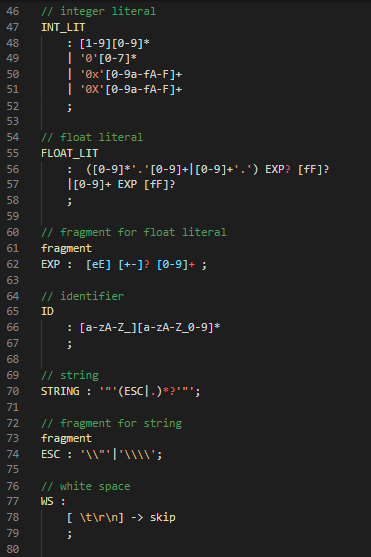 46 // integer literal
47 INT_LIT
48 : [1-9][0-9]*
49 | '0'[0-7]*
50 | '0x'[0-9a-fA-F]+
51 | '0X'[0-9a-fA-F]+
52 ;
53
54 // float literal
55 FLOAT_LIT
56 : ([0-9]*'.'[0-9]+|[0-9]+'.') EXP? [fF]?
57 |[0-9]+ EXP [fF]?
58 ;
59
60 // fragment for float literal
61 fragment
62 EXP : [eE] [+-]? [0-9]+ ;
63
64 // identifier
65 ID
66 : [a-zA-Z_][a-zA-Z_0-9]*
67 ;
68
69 // string
70 STRING : '"'(ESC|.)*?'"';
71
72 // fragment for string
73 fragment
74 ESC : '\\"'|'\\\\';
75
76 // white space
77 WS :
78 [ \t\r\n] -> skip
79 ;
80